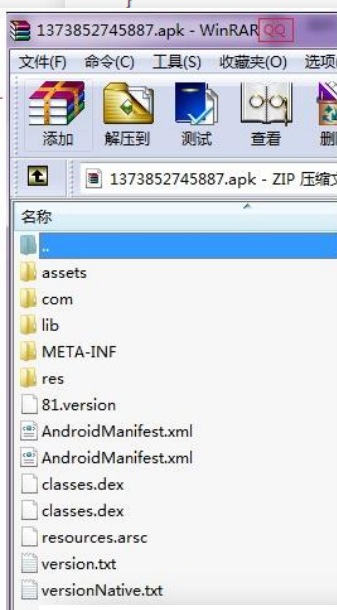 1373852745887.apk - WinRAR QQ
文件(F) 命令(C) 工具(S) 收藏夹(O) 选项
添加 解压到 测试 查看
1373852745887.apk - ZIP 压缩
名称
..
assets
com
lib
META-INF
res
81.version
AndroidManifest.xml
AndroidManifest.xml
classes.dex
classes.dex
resources.arsc
version.txt
versionNative.txt